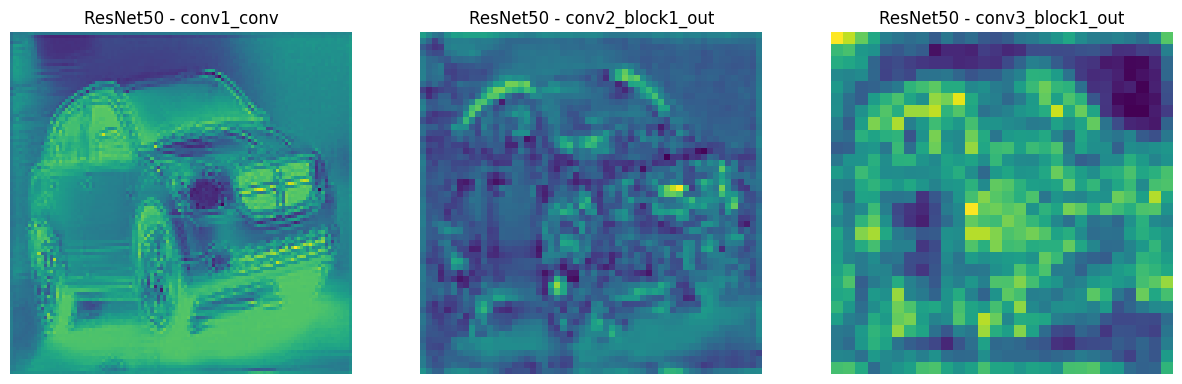 ResNet50 - conv1_conv
ResNet50 - conv2_block1_out
ResNet50 - conv3_block1_out